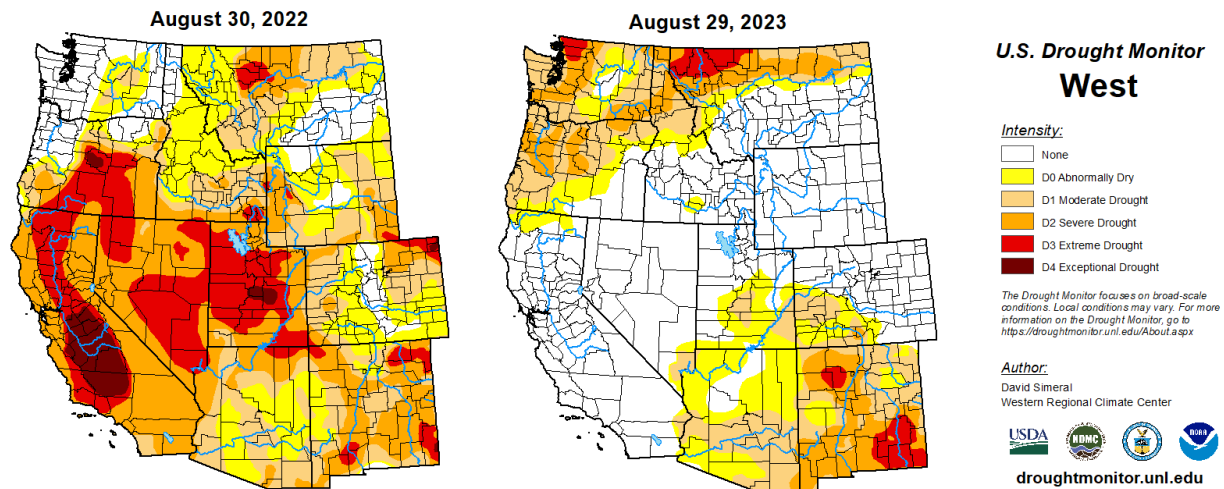 August 30, 2022
August 29, 2023
U.S. Drought Monitor
West
Intensity:
None
D0 Abnormally Dry
D1 Moderate Drought
D2 Severe Drought
D3 Extreme Drought
D4 Exceptional Drought
The Drought Monitor focuses on broad-scale
conditions. Local conditions may vary. For more
information on the Drought Monitor, go to
https://droughtmonitor.unl.edu/About.aspx
Author:
David Simeral
Western Regional Climate Center
USDA
NDMC
NOAA
droughtmonitor.unl.edu